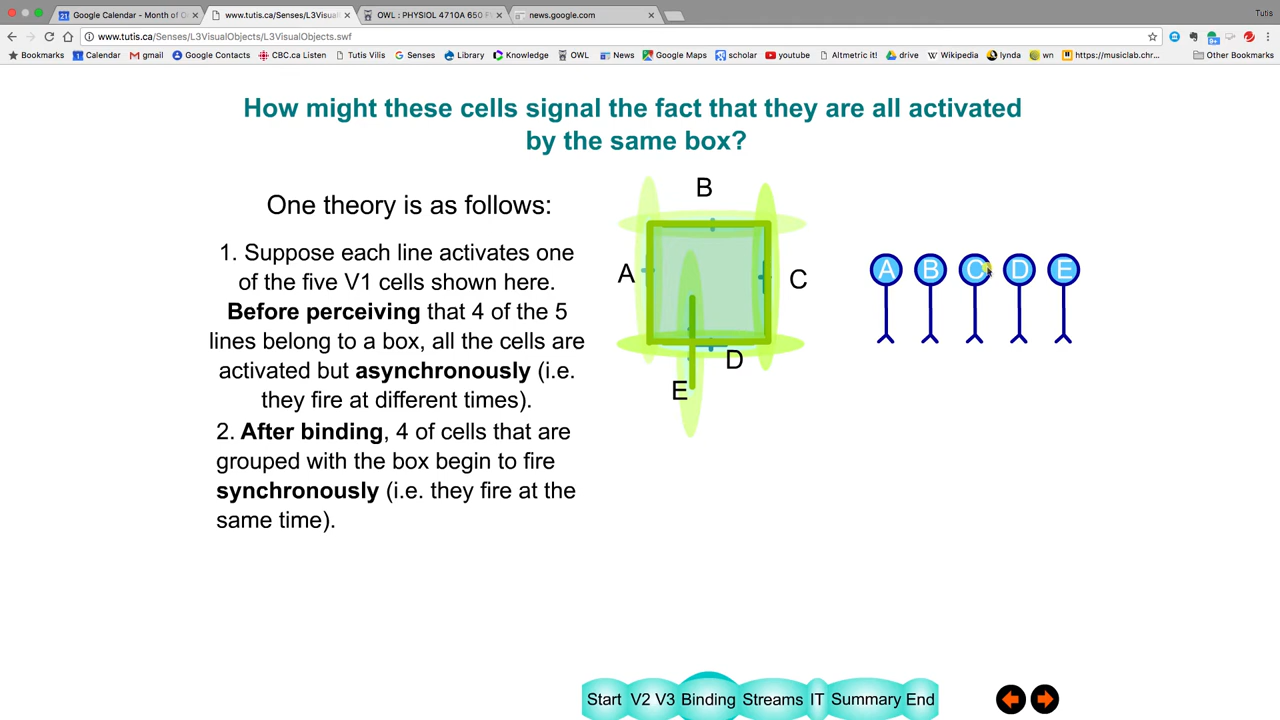 Google Calendar - Month of O
www.tutis.ca/Senses/L3Visual
OWL : PHYSIOL 4710A 650 F
news.google.com
Tutis
www.tutis.ca/Senses/L3VisualObjects/L3VisualObjects.swf
Bookmarks Calendar gmail Google Contacts CBC.ca Listen Tutis Vilis Senses Library Knowledge OWL News Google Maps scholar youtube Altmetric it! drive Wikipedia lynda wn https://musiclab.chr... Other Bookmarks
How might these cells signal the fact that they are all activated
by the same box?
One theory is as follows:
1. Suppose each line activates one
of the five V1 cells shown here.
Before perceiving that 4 of the 5
lines belong to a box, all the cells are
activated but asynchronously (i.e.
they fire at different times).
2. After binding, 4 of cells that are
grouped with the box begin to fire
synchronously (i.e. they fire at the
same time).
B
A
C
D
E
A B C D E
Start V2 V3 Binding Streams IT Summary End